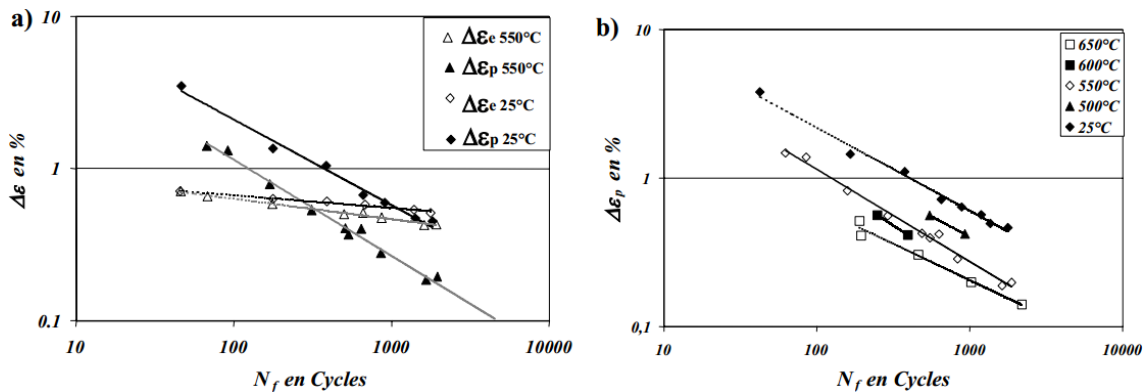 a)
10
1
0.1
10
100
1000
10000
Δε en %
N_f en Cycles
Δεe 550°C
Δεp 550°C
Δεe 25°C
Δεp 25°C
b)
10
1
0,1
10
100
1000
10000
Δε_p en %
N_f en Cycles
650°C
600°C
550°C
500°C
25°C